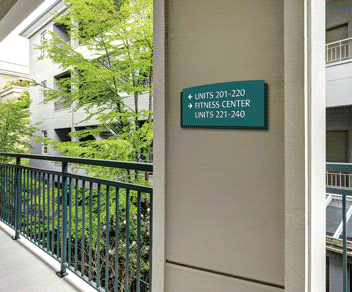 ← UNITS 201-220
→ FITNESS CENTER
UNITS 221-240